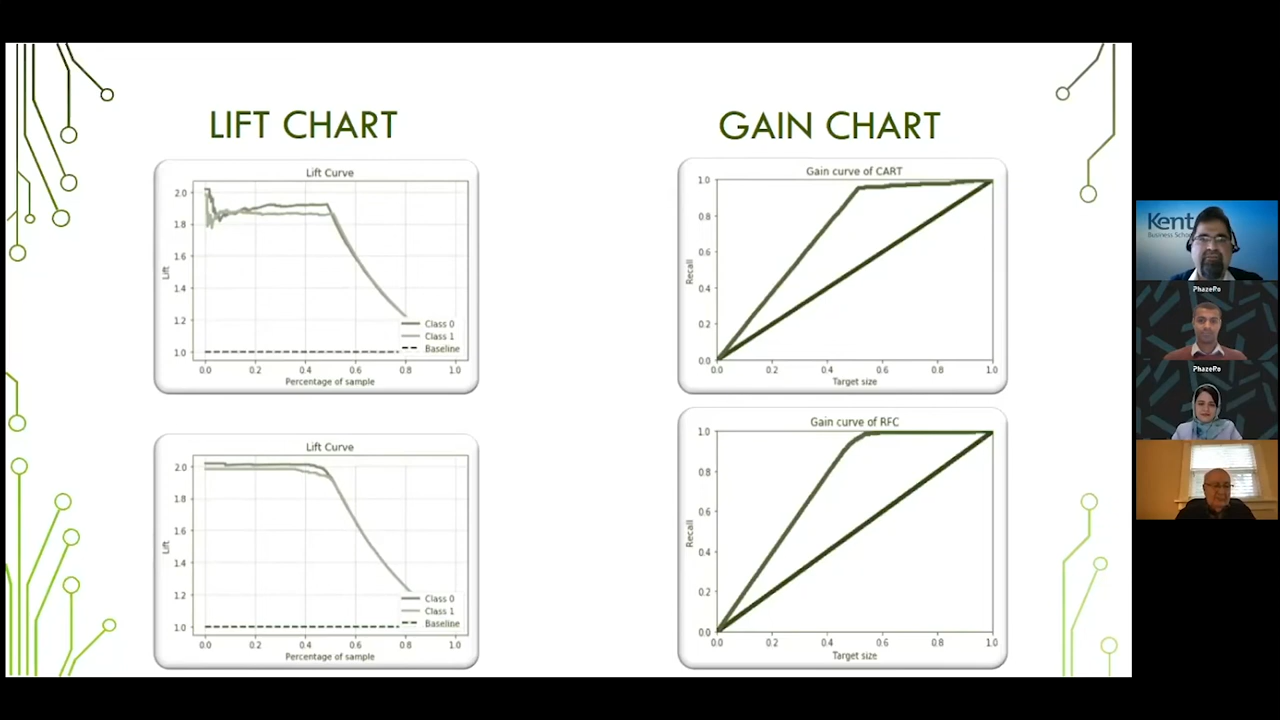 LIFT CHART
Lift Curve
2.0
1.8
1.6
1.4
1.2
1.0
Lift
Class 0
Class 1
Baseline
0.0 0.2 0.4 0.6 0.8 1.0
Percentage of sample
Lift Curve
2.0
1.8
1.6
1.4
1.2
1.0
Lift
Class 0
Class 1
Baseline
0.0 0.2 0.4 0.6 0.8 1.0
Percentage of sample
GAIN CHART
Gain curve of CART
1.0
0.8
0.6
0.4
0.2
0.0
Recall
0.0 0.2 0.4 0.6 0.8 1.0
Target size
Gain curve of RFC
1.0
0.8
0.6
0.4
0.2
0.0
Recall
0.0 0.2 0.4 0.6 0.8 1.0
Target size
Kent
Business
PhazeRo
PhazeRo